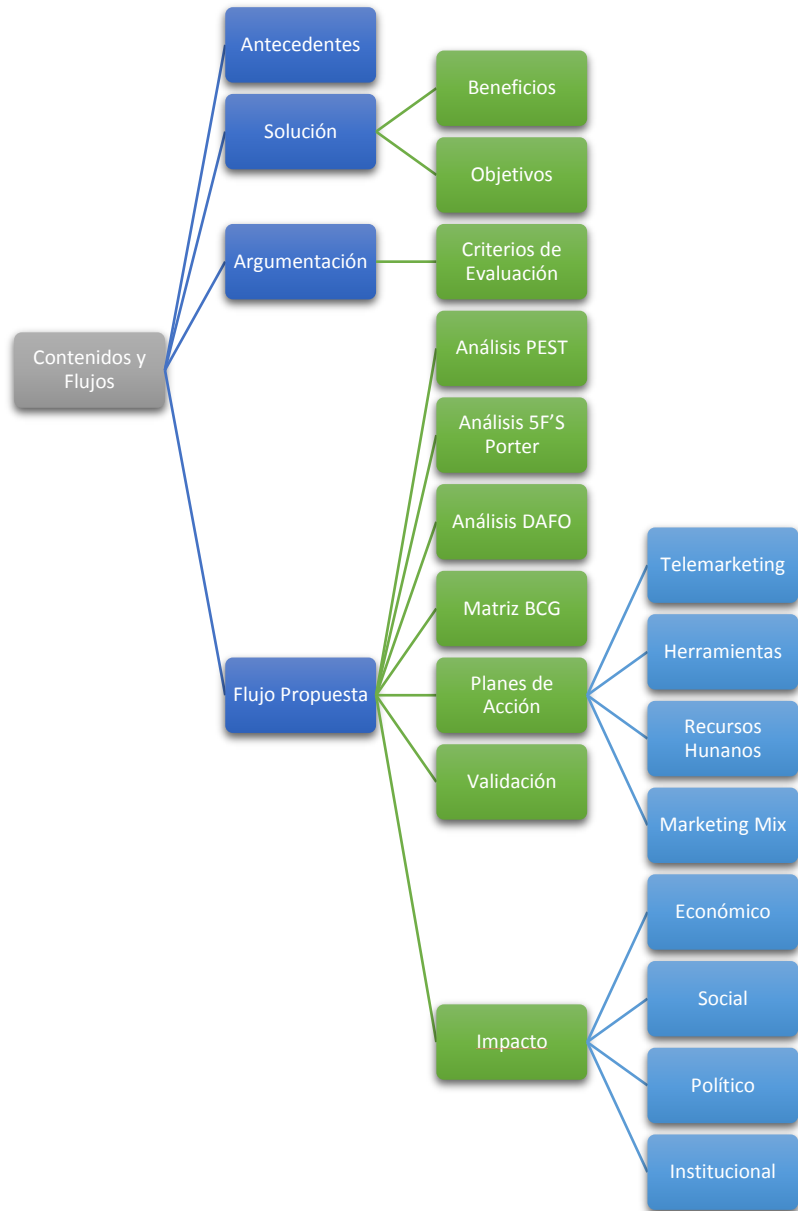 Antecedentes
Beneficios
Solución
Objetivos
Argumentación
Criterios de
Evaluación
Contenidos y
Flujos
Análisis PEST
Análisis 5F'S
Porter
Análisis DAFO
Telemarketing
Matriz BCG
Herramientas
Flujo Propuesta
Planes de
Acción
Recursos
Hunanos
Validación
Marketing Mix
Económico
Social
Impacto
Político
Institucional